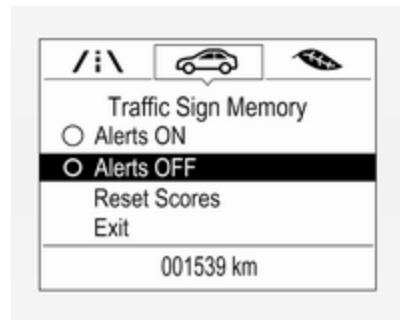 Traffic Sign Memory
Alerts ON
Alerts OFF
Reset Scores
Exit
001539 km